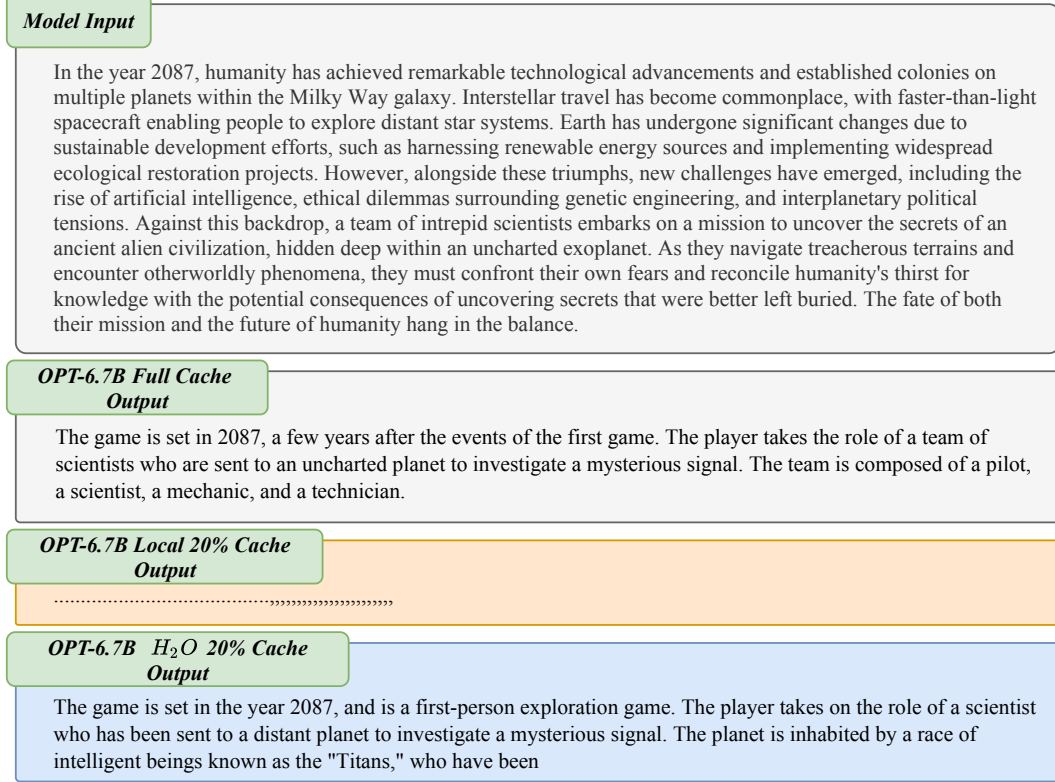 Model Input
In the year 2087, humanity has achieved remarkable technological advancements and established colonies on
multiple planets within the Milky Way galaxy. Interstellar travel has become commonplace, with faster-than-light
spacecraft enabling people to explore distant star systems. Earth has undergone significant changes due to
sustainable development efforts, such as harnessing renewable energy sources and implementing widespread
ecological restoration projects. However, alongside these triumphs, new challenges have emerged, including the
rise of artificial intelligence, ethical dilemmas surrounding genetic engineering, and interplanetary political
tensions. Against this backdrop, a team of intrepid scientists embarks on a mission to uncover the secrets of an
ancient alien civilization, hidden deep within an uncharted exoplanet. As they navigate treacherous terrains and
encounter otherworldly phenomena, they must confront their own fears and reconcile humanity's thirst for
knowledge with the potential consequences of uncovering secrets that were better left buried. The fate of both
their mission and the future of humanity hang in the balance.
OPT-6.7B Full Cache
Output
The game is set in 2087, a few years after the events of the first game. The player takes the role of a team of
scientists who are sent to an uncharted planet to investigate a mysterious signal. The team is composed of a pilot,
a scientist, a mechanic, and a technician.
OPT-6.7B Local 20% Cache
Output
........................................,,,,,,,,,,,,,,,,,,,,,,,
OPT-6.7B H₂O 20% Cache
Output
The game is set in the year 2087, and is a first-person exploration game. The player takes on the role of a scientist
who has been sent to a distant planet to investigate a mysterious signal. The planet is inhabited by a race of
intelligent beings known as the "Titans," who have been